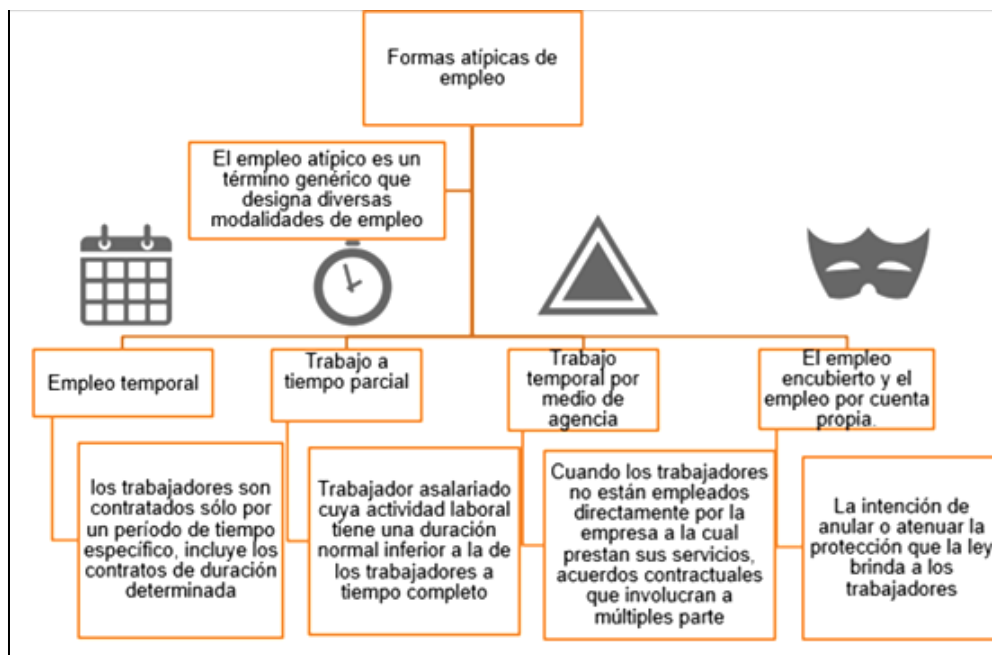 Formas atípicas de
empleo
El empleo atípico es un
término genérico que
designa diversas
modalidades de empleo
Empleo temporal
Trabajo a
tiempo parcial
Trabajo
temporal por
medio de
agencia
El empleo
encubierto y el
empleo por cuenta
propia.
los trabajadores son
contratados sólo por
un período de tiempo
específico, incluye los
contratos de duración
determinada
Trabajador asalariado
cuya actividad laboral
tiene una duración
normal inferior a la de
los trabajadores a
tiempo completo
Cuando los trabajadores
no están empleados
directamente por la
empresa a la cual
prestan sus servicios,
acuerdos contractuales
que involucran a
múltiples parte
La intención de
anular o atenuar la
protección que la ley
brinda a los
trabajadores